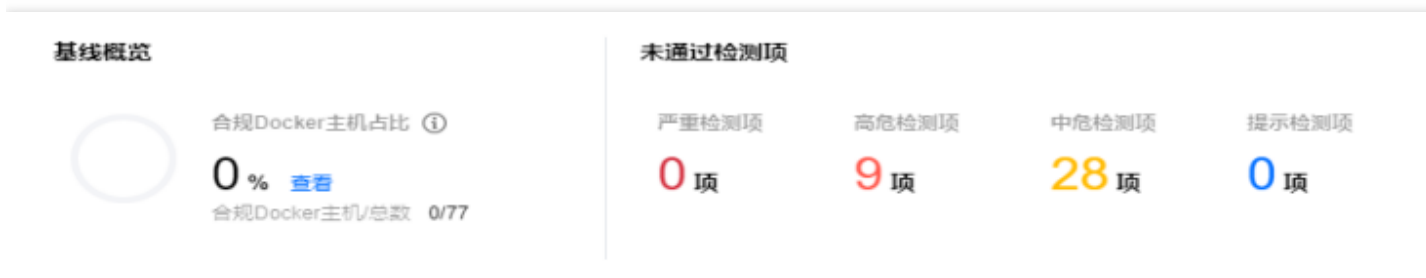 基线概览
合规Docker主机占比
0 % 查看
合规Docker主机/总数 0/77
未通过检测项
严重检测项 高危检测项 中危检测项 提示检测项
0 项 9 项 28 项 0 项